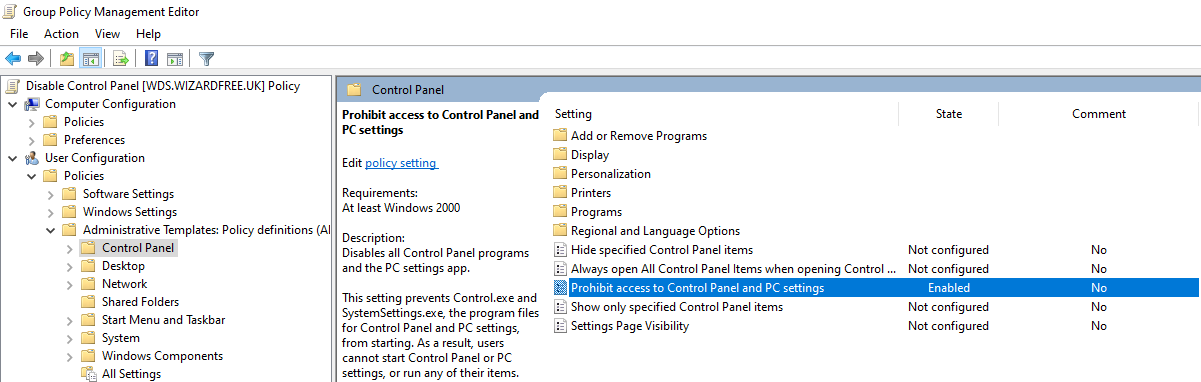 Group Policy Management Editor
File Action View Help
Disable Control Panel [WDS.WIZARDFREE.UK] Policy
Computer Configuration
Policies
Preferences
User Configuration
Policies
Software Settings
Windows Settings
Administrative Templates: Policy definitions (AI
Control Panel
Desktop
Network
Shared Folders
Start Menu and Taskbar
System
Windows Components
All Settings
Control Panel
Prohibit access to Control Panel and
PC settings
Edit policy setting
Requirements:
At least Windows 2000
Description:
Disables all Control Panel programs
and the PC settings app.
This setting prevents Control.exe and
SystemSettings.exe, the program files
for Control Panel and PC settings,
from starting. As a result, users
cannot start Control Panel or PC
settings, or run any of their items.
Setting State Comment
Add or Remove Programs
Display
Personalization
Printers
Programs
Regional and Language Options
Hide specified Control Panel items Not configured No
Always open All Control Panel Items when opening Control ... Not configured No
Prohibit access to Control Panel and PC settings Enabled No
Show only specified Control Panel items Not configured No
Settings Page Visibility Not configured No